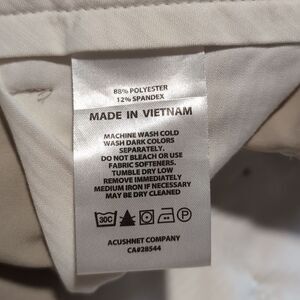 88% POLYESTER
12% SPANDEX
MADE IN VIETNAM
MACHINE WASH COLD
WASH DARK COLORS
SEPARATELY.
DO NOT BLEACH OR USE
FABRIC SOFTENERS.
TUMBLE DRY LOW
REMOVE IMMEDIATELY
MEDIUM IRON IF NECESSARY
MAY BE DRY CLEANED
30C P
ACUSHNET COMPANY
CA#28544